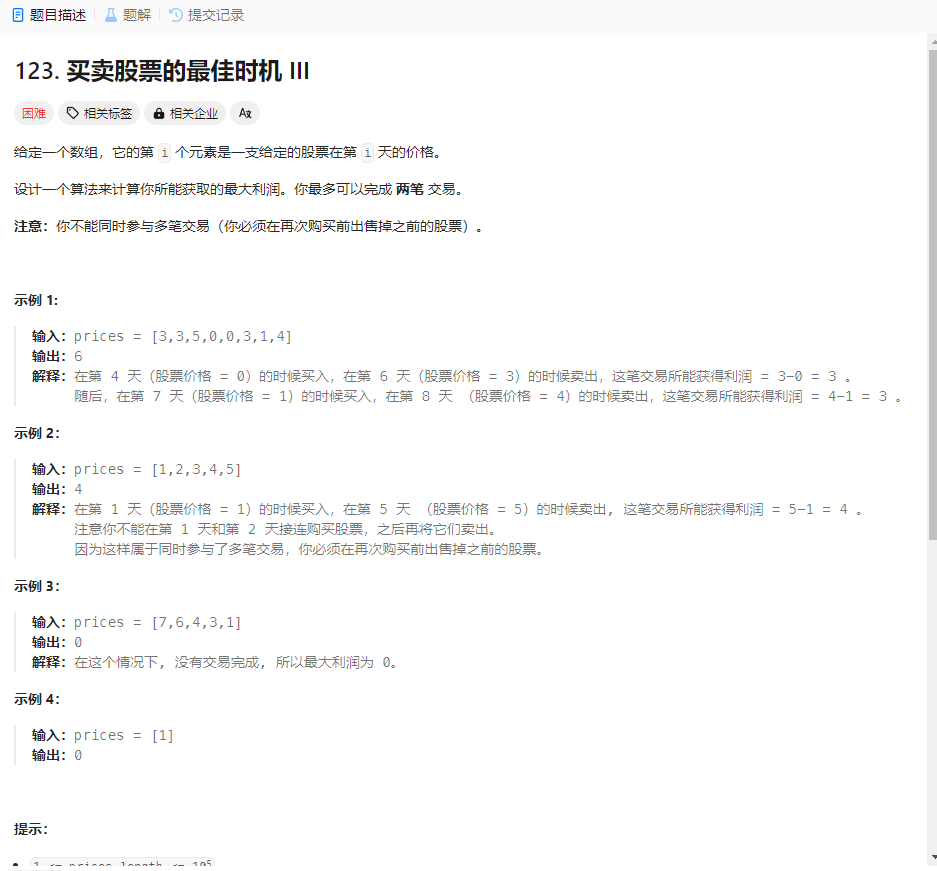 题目描述 题解 提交记录
123. 买卖股票的最佳时机 III
困难 相关标签 相关企业 Ax
给定一个数组，它的第 i 个元素是一支给定的股票在第 i 天的价格。
设计一个算法来计算你所能获取的最大利润。你最多可以完成 两笔 交易。
注意：你不能同时参与多笔交易（你必须在再次购买前出售掉之前的股票）。
示例 1:
输入：prices = [3,3,5,0,0,3,1,4]
输出：6
解释：在第 4 天（股票价格 = 0）的时候买入，在第 6 天（股票价格 = 3）的时候卖出，这笔交易所能获得利润 = 3-0 = 3 。
随后，在第 7 天（股票价格 = 1）的时候买入，在第 8 天 （股票价格 = 4）的时候卖出，这笔交易所能获得利润 = 4-1 = 3 。
示例 2：
输入：prices = [1,2,3,4,5]
输出：4
解释：在第 1 天（股票价格 = 1）的时候买入，在第 5 天 （股票价格 = 5）的时候卖出, 这笔交易所能获得利润 = 5-1 = 4 。
注意你不能在第 1 天和第 2 天接连购买股票，之后再将它们卖出。
因为这样属于同时参与了多笔交易，你必须在再次购买前出售掉之前的股票。
示例 3：
输入：prices = [7,6,4,3,1]
输出：0
解释：在这个情况下, 没有交易完成, 所以最大利润为 0。
示例 4：
输入：prices = [1]
输出：0
提示：
1 <= prices.length <= 10⁵